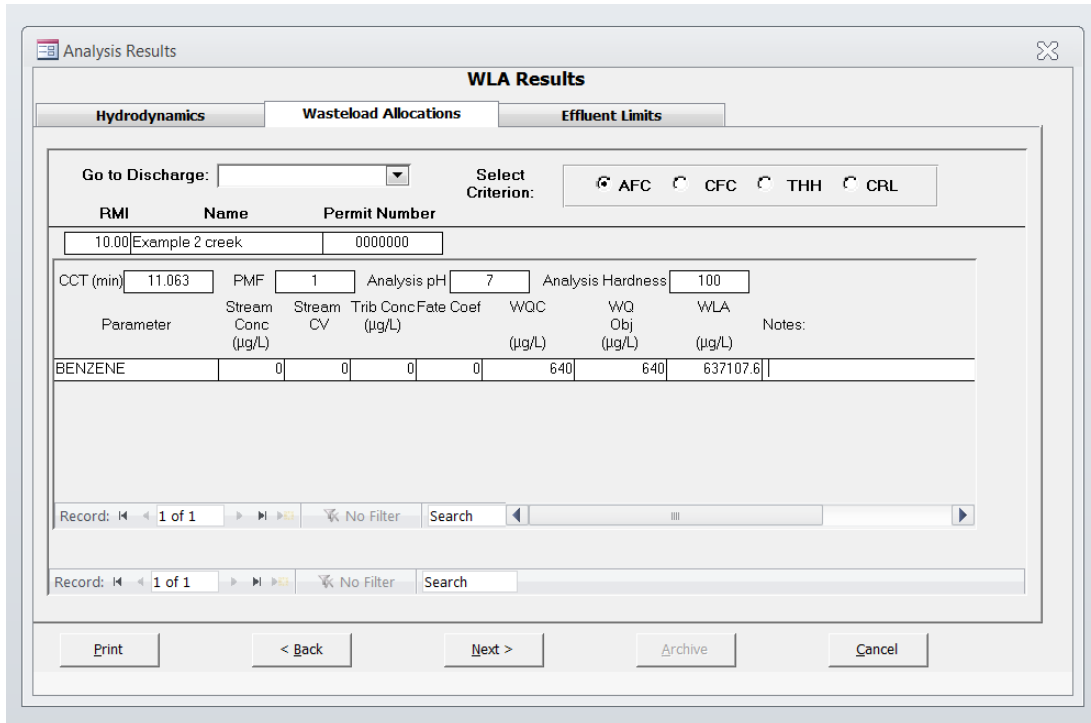 Analysis Results
WLA Results
Hydrodynamics Wasteload Allocations Effluent Limits
Go to Discharge: Select Criterion: AFC CFC THH CRL
RMI Name Permit Number
10.00 Example 2 creek 0000000
CCT (min) 11.063 PMF 1 Analysis pH 7 Analysis Hardness 100
Parameter Stream Conc (µg/L) Stream CV Trib Conc (µg/L) Fate Coef WQC (µg/L) WQ Obj (µg/L) WLA (µg/L) Notes:
BENZENE 0 0 0 0 640 640 637107.6
Record: 1 of 1 No Filter Search
Record: 1 of 1 No Filter Search
Print < Back Next > Archive Cancel